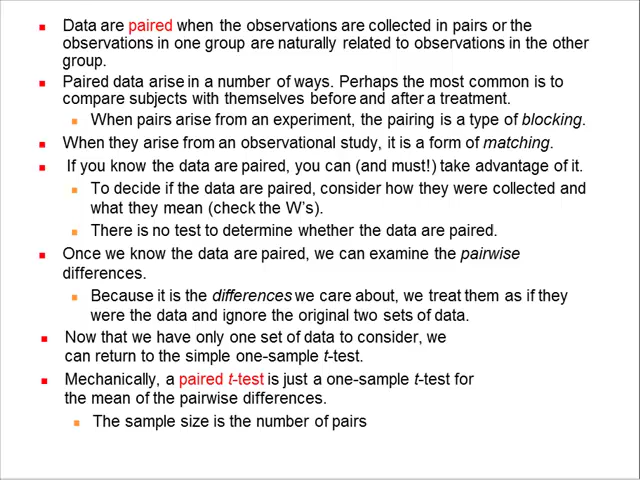 Data are paired when the observations are collected in pairs or the
observations in one group are naturally related to observations in the other
group.
Paired data arise in a number of ways. Perhaps the most common is to
compare subjects with themselves before and after a treatment.
When pairs arise from an experiment, the pairing is a type of blocking.
When they arise from an observational study, it is a form of matching.
If you know the data are paired, you can (and must!) take advantage of it.
To decide if the data are paired, consider how they were collected and
what they mean (check the W's).
There is no test to determine whether the data are paired.
Once we know the data are paired, we can examine the pairwise
differences.
Because it is the differences we care about, we treat them as if they
were the data and ignore the original two sets of data.
Now that we have only one set of data to consider, we
can return to the simple one-sample t-test.
Mechanically, a paired t-test is just a one-sample t-test for
the mean of the pairwise differences.
The sample size is the number of pairs